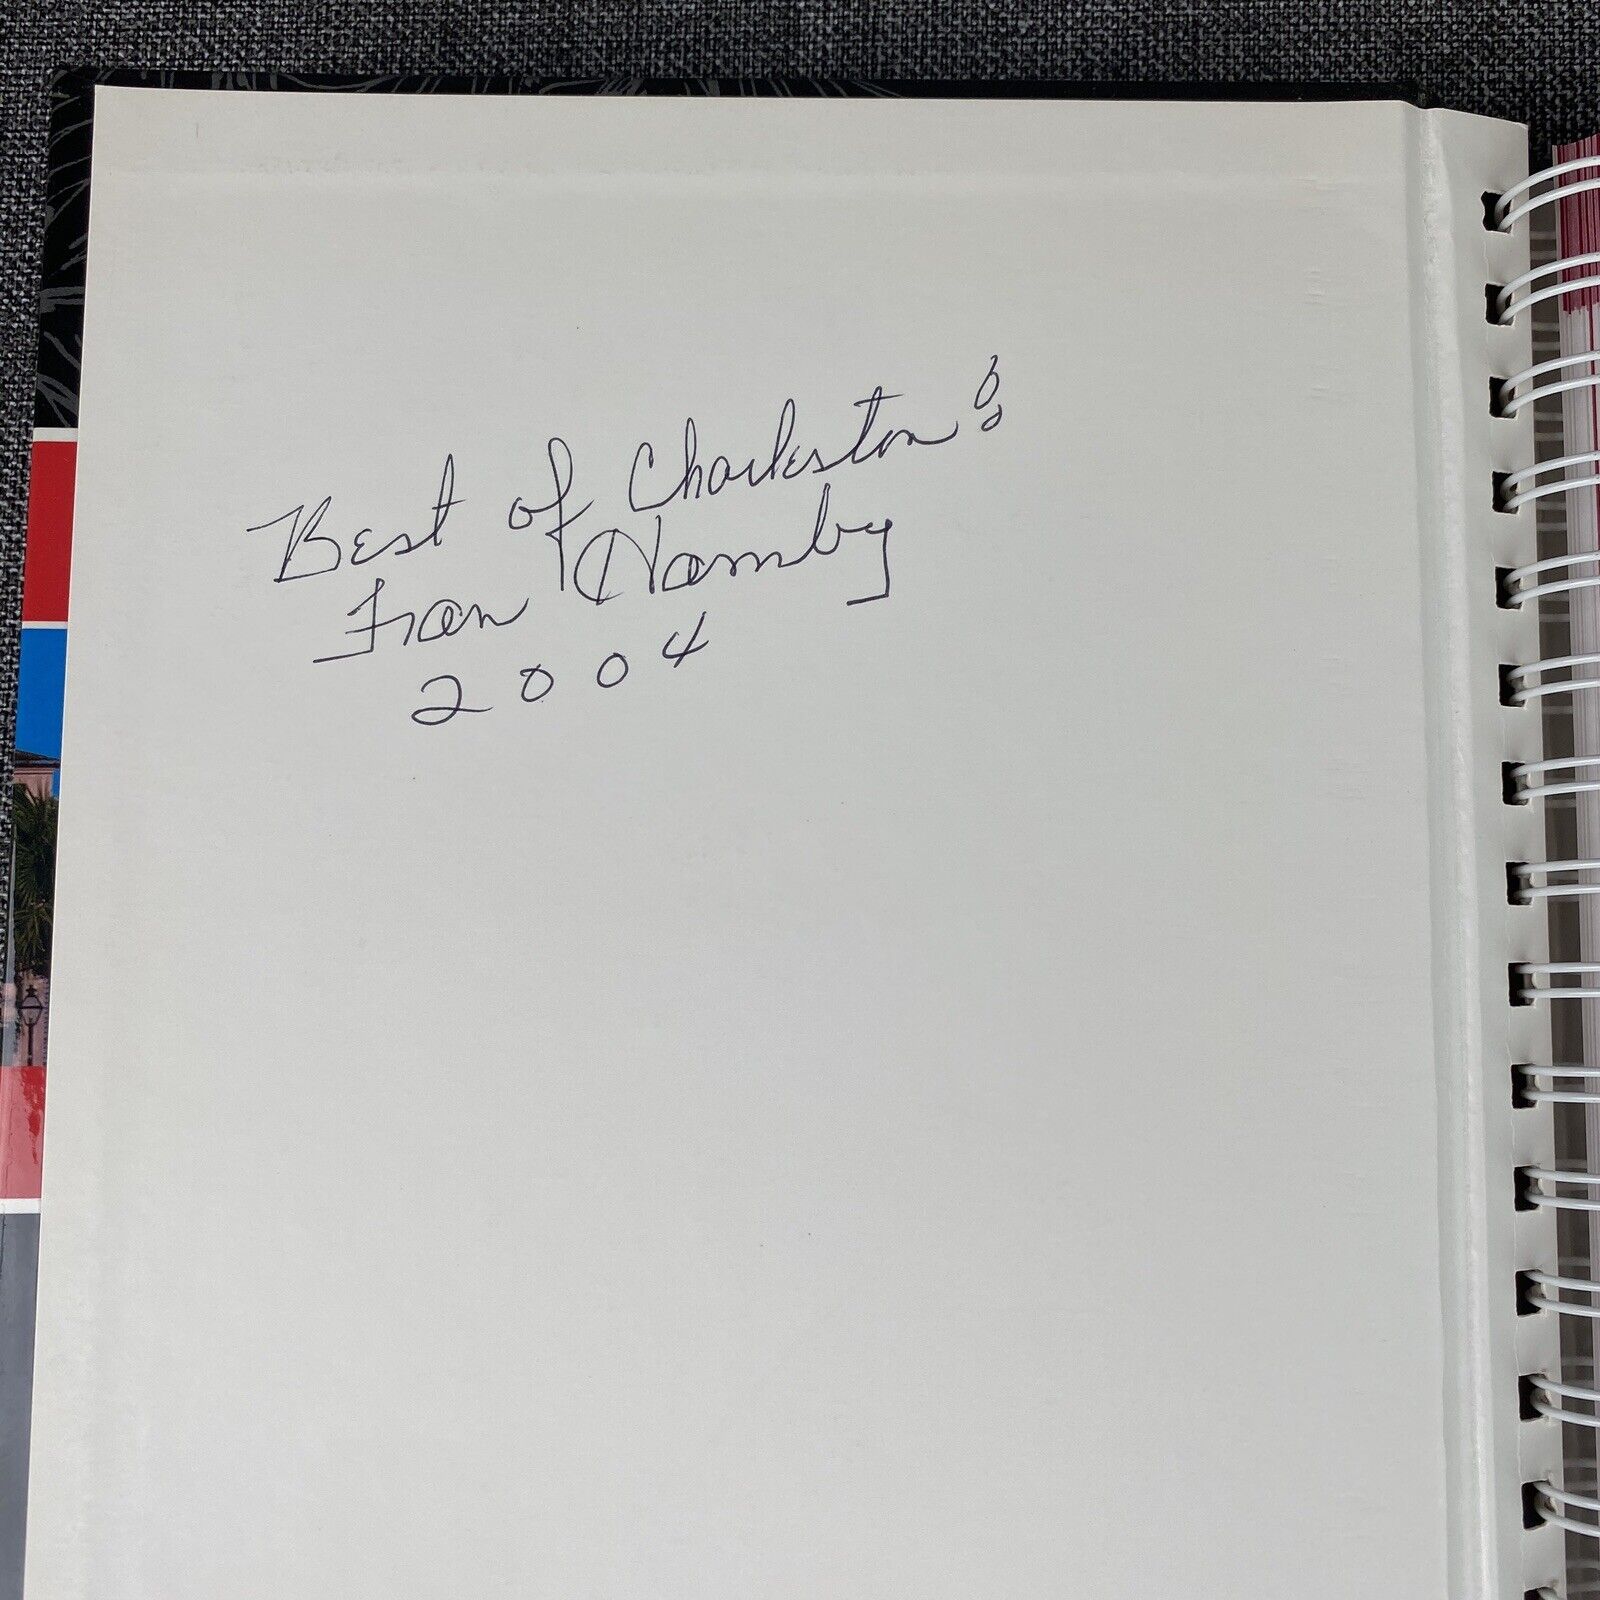 Best of Charleston!
Fran Hamby
2004